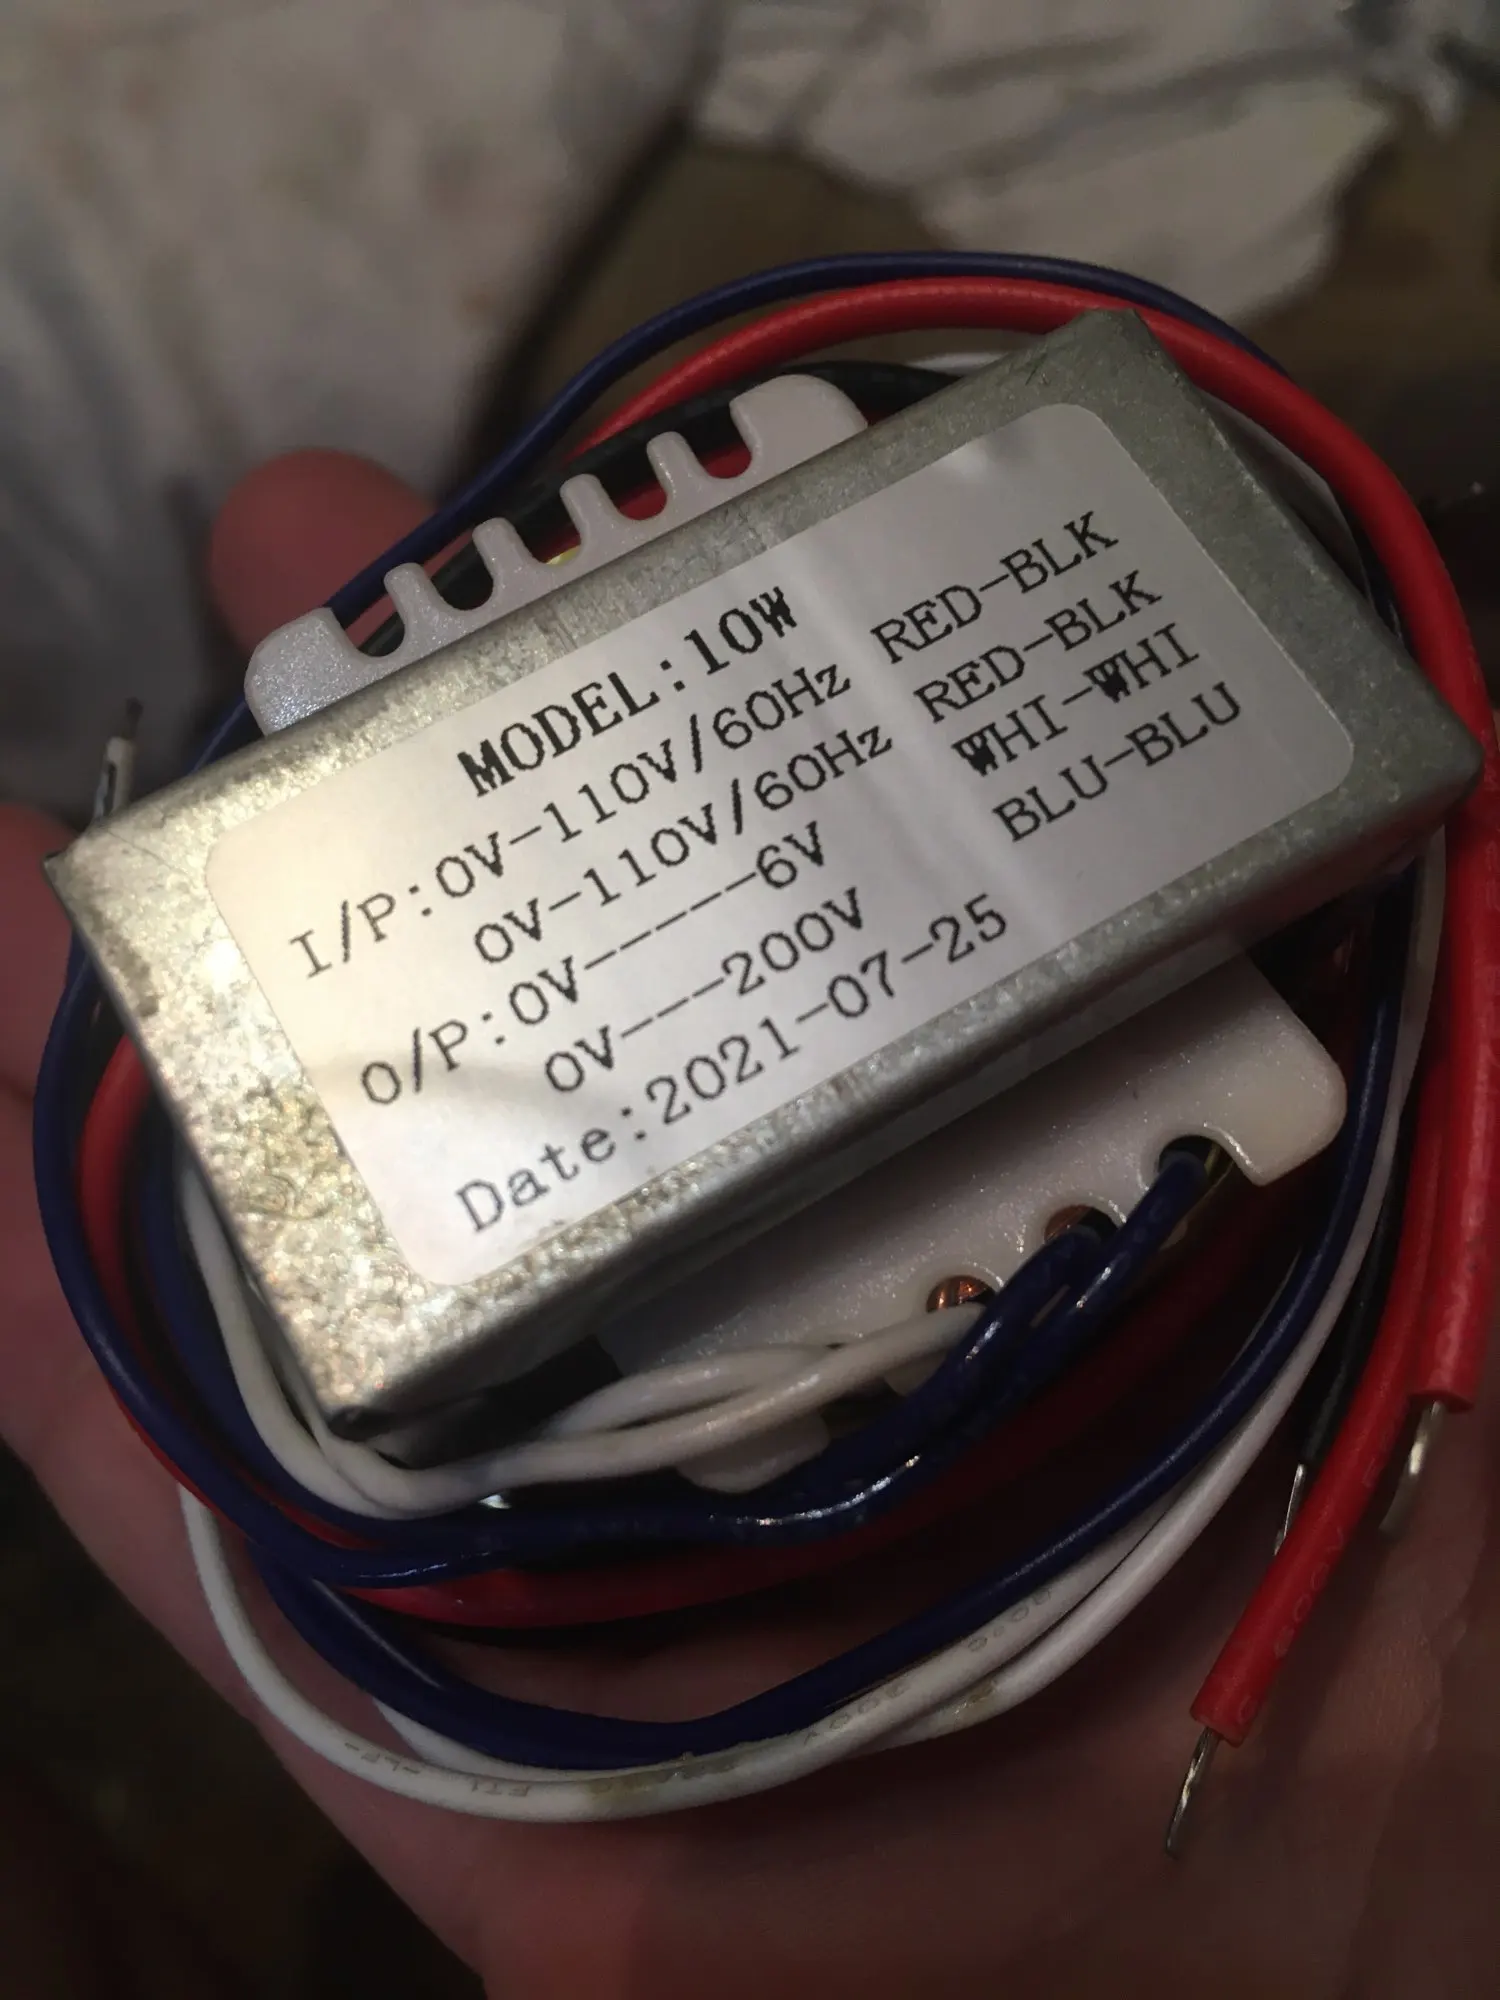 MODEL:10W
I/P:0V-110V/60Hz RED-BLK
0V-110V/60Hz RED-BLK
O/P:0V-----6V WHI-WHI
0V---200V BLU-BLU
Date:2021-07-25